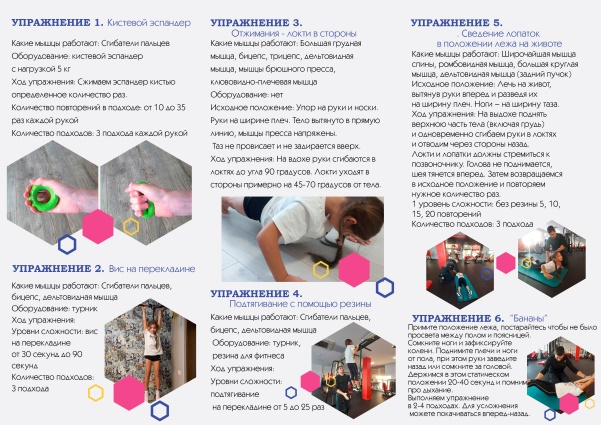 УПРАЖНЕНИЕ 1. Кистевой эспандер
Какие мышцы работают: Сгибатели пальцев
Оборудование: кистевой эспандер
с нагрузкой 5 кг
Ход упражнения: Сжимаем эспандер кистью
определенное количество раз.
Количество повторений в подходе: от 10 до 35
раз каждой рукой
Количество подходов: 3 подхода каждой рукой
УПРАЖНЕНИЕ 2. Вис на перекладине
Какие мышцы работают: Сгибатели пальцев,
бицепс, дельтовидная мышца
Оборудование: турник
Ход упражнения:
Уровни сложности: вис
на перекладине
от 30 секунд до 90
секунд
Количество подходов:
3 подхода
УПРАЖНЕНИЕ 3.
Отжимания - локти в стороны
Какие мышцы работают: Большая грудная
мышца, бицепс, трицепс, дельтовидная
мышца, мышцы брюшного пресса,
клювовидно-плечевая мышца
Оборудование: нет
Исходное положение: Упор на руки и носки.
Руки на ширине плеч. Тело вытянуто в прямую
линию, мышцы пресса напряжены.
Таз не провисает и не задирается вверх.
Ход упражнения: На вдохе руки сгибаются в
локтях до угла 90 градусов. Локти уходят в
стороны примерно на 45-70 градусов от тела.
УПРАЖНЕНИЕ 4.
Подтягивание с помощью резины
Какие мышцы работают: Сгибатели пальцев,
бицепс, дельтовидная мышца
Оборудование: турник,
резина для фитнеса
Ход упражнения:
Уровни сложности:
подтягивание
на перекладине от 5 до 25 раз
УПРАЖНЕНИЕ 5.
. Сведение лопаток
в положении лежа на животе
Какие мышцы работают: Широчайшая мышца
спины, ромбовидная мышца, большая круглая
мышца, дельтовидная мышца (задний пучок)
Исходное положение: Лечь на живот,
вытянув руки вперед и разведя их
на ширину плеч. Ноги – на ширину таза.
Ход упражнения: На выдохе поднять
верхнюю часть тела (включая грудь)
и одновременно сгибаем руки в локтях
и отводим через стороны назад.
Локти и лопатки должны стремиться к
позвоночнику. Голова не поднимается,
шея тянется вперед. Затем возвращаемся
в исходное положение и повторяем
нужное количество раз.
1 уровень сложности: без резины 5, 10,
15, 20 повторений
Количество подходов: 3 подхода
УПРАЖНЕНИЕ 6. "Бананы"
Примите положение лежа, постарайтесь чтобы не было
просвета между полом и поясницей.
Сомкните ноги и зафиксируйте
колени. Поднимите плечи и ноги
от пола, при этом руки заведите
назад или сомкните за головой.
Держимся в этом статическом
положении 20-40 секунд и помним
про дыхание.
Выполняем упражнение
в 2-4 подходах. Для усложнения
можете покачиваться вперед-назад.